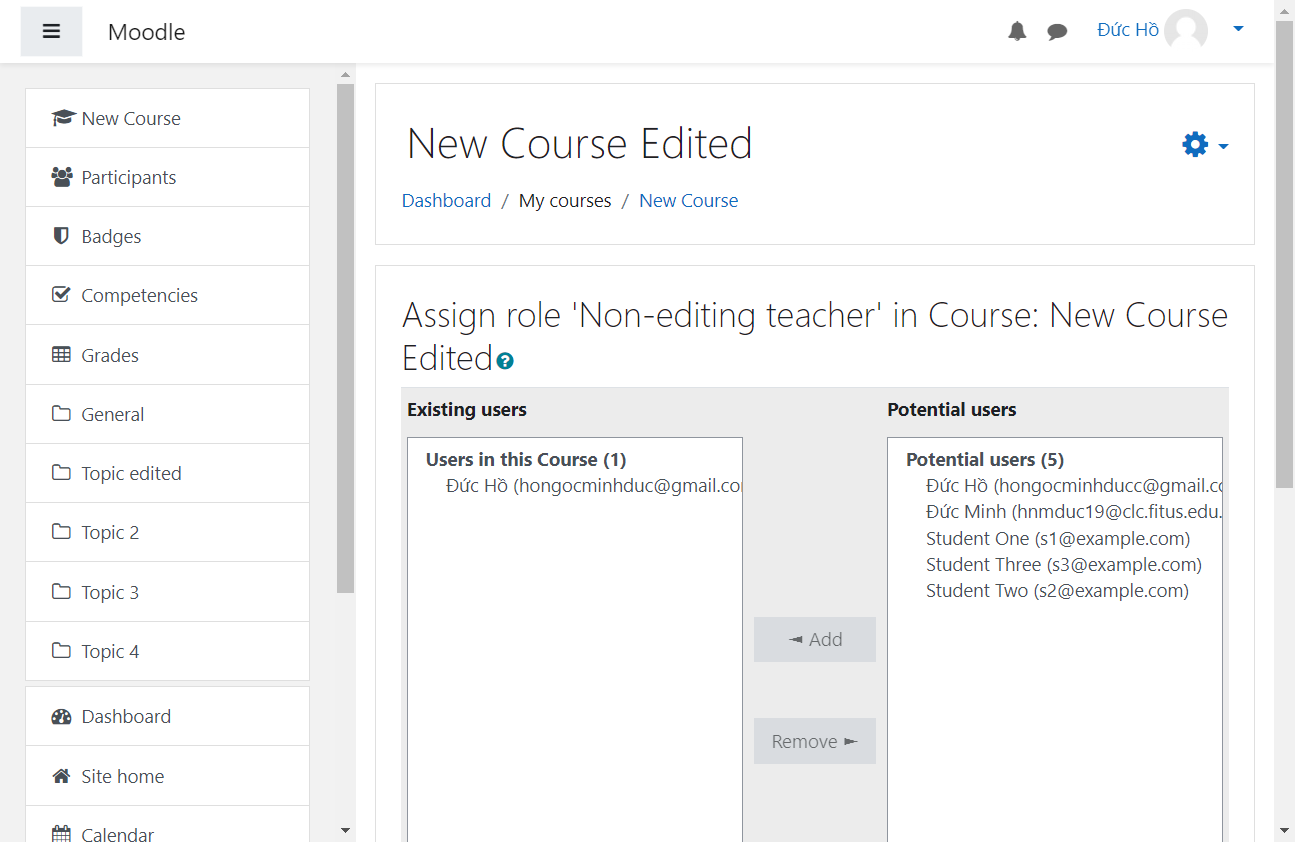 Moodle
Đức Hồ
New Course
Participants
Badges
Competencies
Grades
General
Topic edited
Topic 2
Topic 3
Topic 4
Dashboard
Site home
Calendar
New Course Edited
Dashboard / My courses / New Course
Assign role 'Non-editing teacher' in Course: New Course
Edited
Existing users
Users in this Course (1)
Đức Hồ (hongocminhduc@gmail.co
◄ Add
Remove ►
Potential users
Potential users (5)
Đức Hồ (hongocminhducc@gmail.c
Đức Minh (hnmduc19@clc.fitus.edu.
Student One (s1@example.com)
Student Three (s3@example.com)
Student Two (s2@example.com)